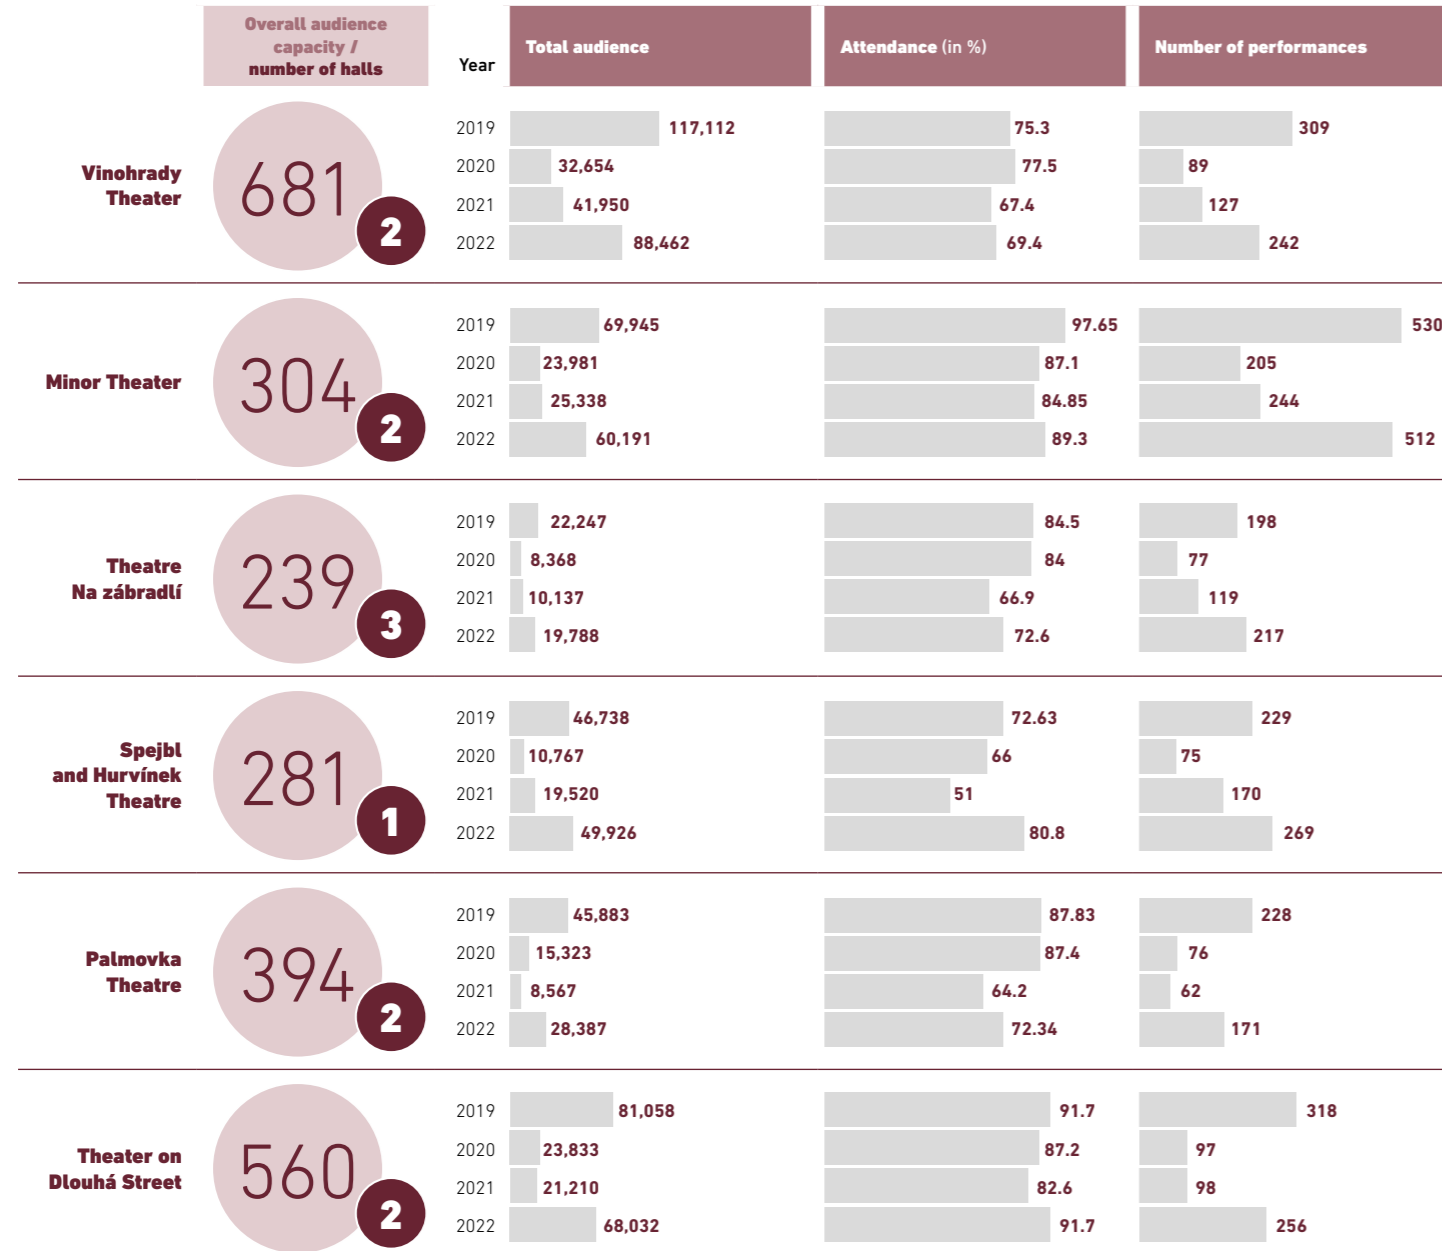 Overall audience
capacity /
number of halls
Year
Total audience
Attendance (in %)
Number of performances
Vinohrady
Theater
681
2
2019 117,112 75.3 309
2020 32,654 77.5 89
2021 41,950 67.4 127
2022 88,462 69.4 242
Minor Theater
304
2
2019 69,945 97.65 530
2020 23,981 87.1 205
2021 25,338 84.85 244
2022 60,191 89.3 512
Theatre
Na zábradlí
239
3
2019 22,247 84.5 198
2020 8,368 84 77
2021 10,137 66.9 119
2022 19,788 72.6 217
Spejbl
and Hurvínek
Theatre
281
1
2019 46,738 72.63 229
2020 10,767 66 75
2021 19,520 51 170
2022 49,926 80.8 269
Palmovka
Theatre
394
2
2019 45,883 87.83 228
2020 15,323 87.4 76
2021 8,567 64.2 62
2022 28,387 72.34 171
Theater on
Dlouhá Street
560
2
2019 81,058 91.7 318
2020 23,833 87.2 97
2021 21,210 82.6 98
2022 68,032 91.7 256